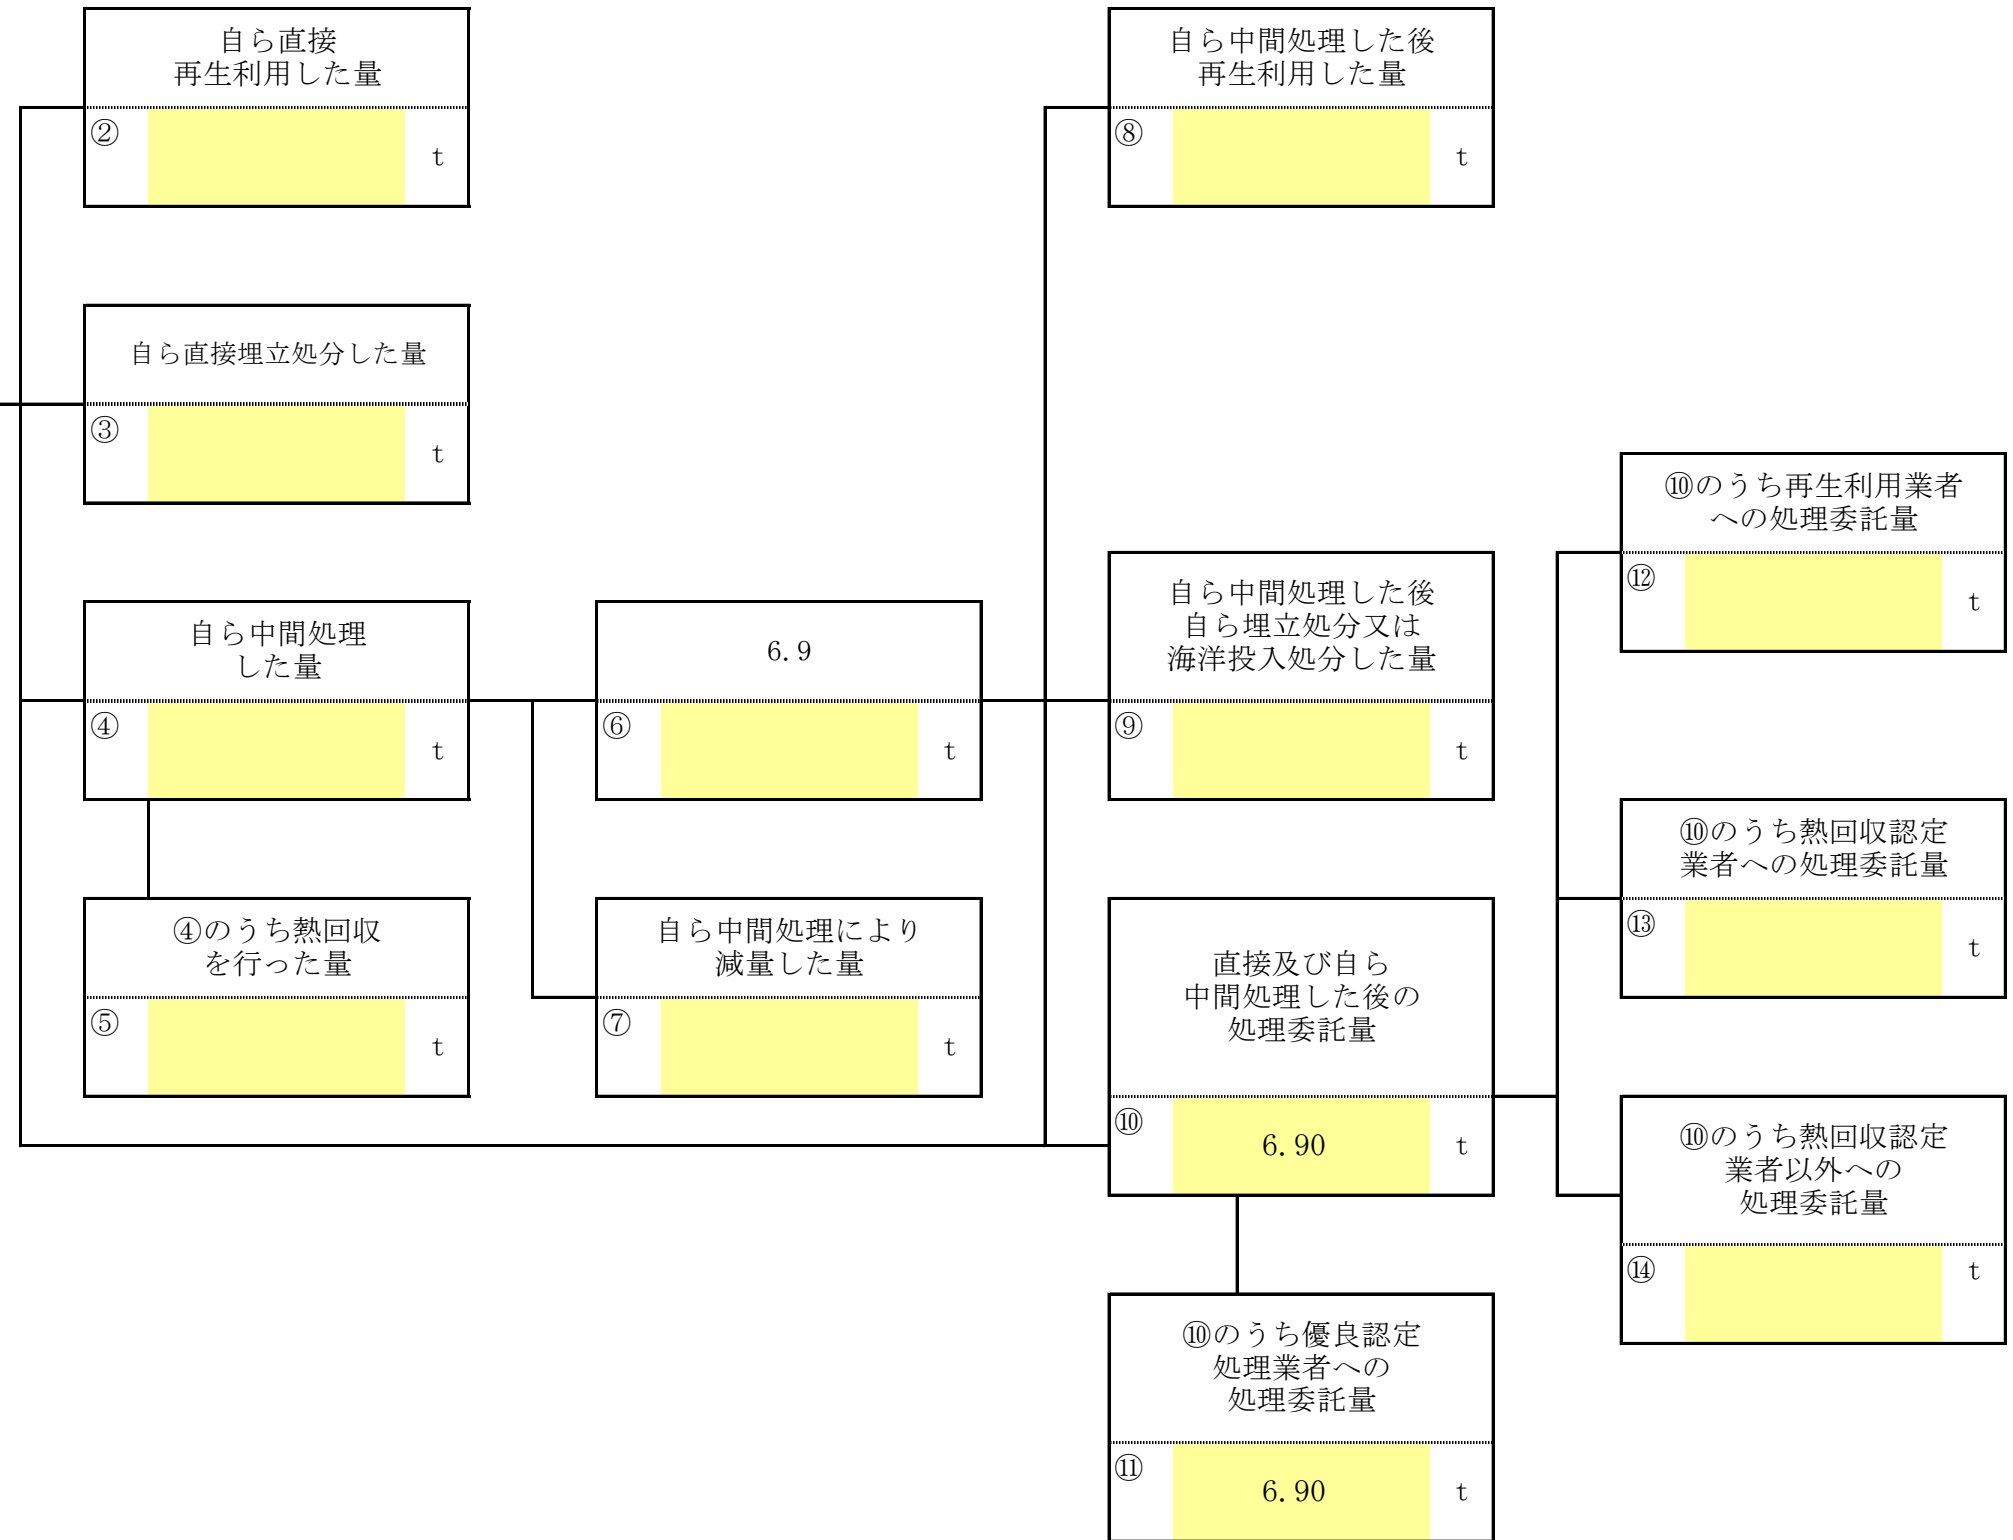 自ら直接
再生利用した量
②
t
自ら直接埋立処分した量
③
t
自ら中間処理
した量
④
t
④のうち熱回収
を行った量
⑤
t
6.9
⑥
t
自ら中間処理により
減量した量
⑦
t
自ら中間処理した後
再生利用した量
⑧
t
自ら中間処理した後
自ら埋立処分又は
海洋投入処分した量
⑨
t
直接及び自ら
中間処理した後の
処理委託量
⑩
6.90
t
⑩のうち優良認定
処理業者への
処理委託量
⑪
6.90
t
⑩のうち再生利用業者
への処理委託量
⑫
t
⑩のうち熱回収認定
業者への処理委託量
⑬
t
⑩のうち熱回収認定
業者以外への
処理委託量
⑭
t